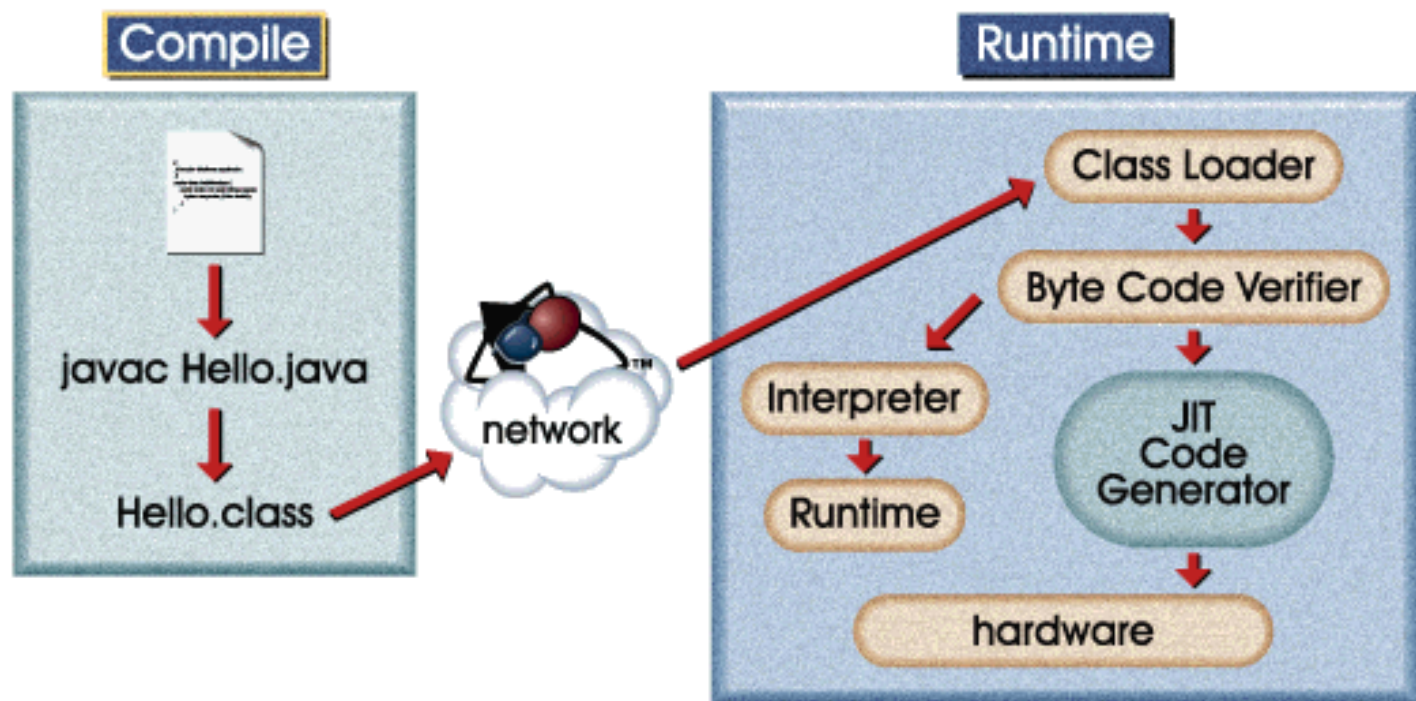 Compile
Runtime
javac Hello.java
Hello.class
network
TM
Class Loader
Byte Code Verifier
Interpreter
Runtime
JIT
Code
Generator
hardware